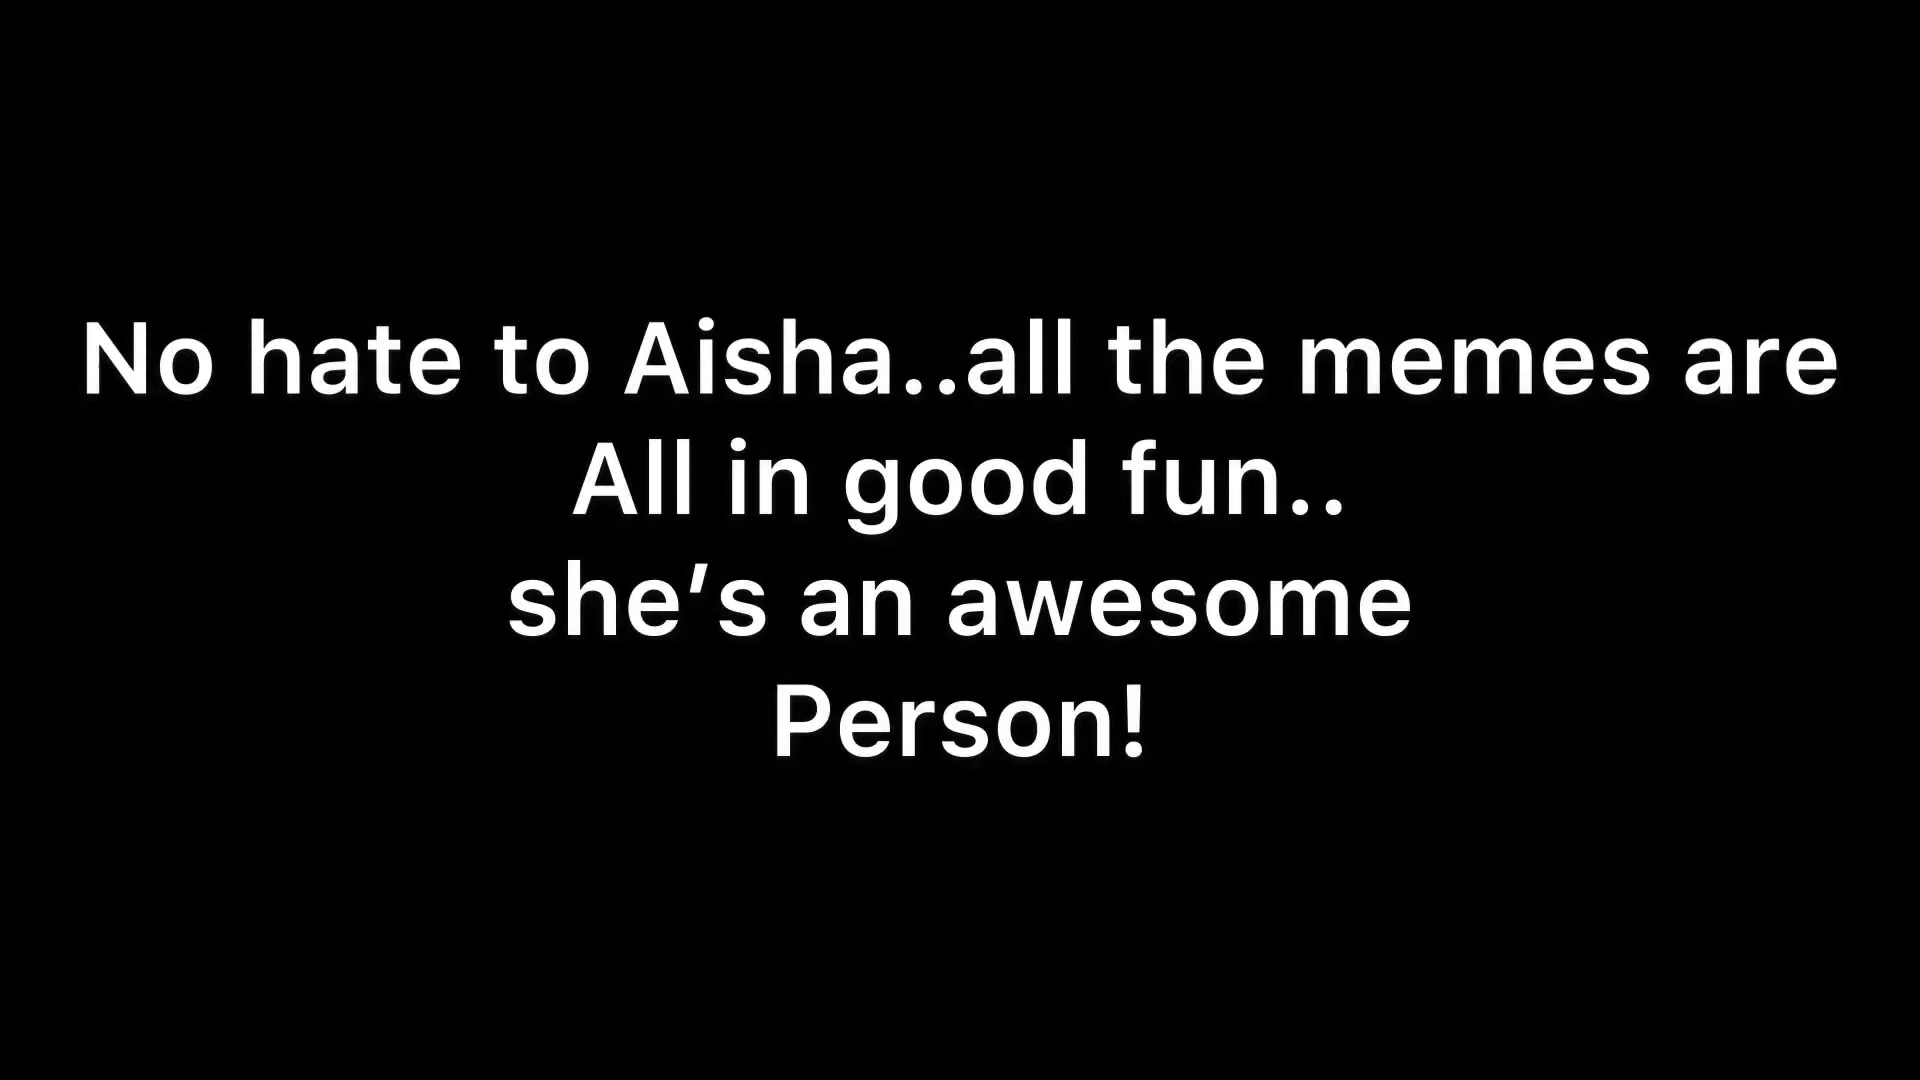 No hate to Aisha..all the memes are
All in good fun..
she’s an awesome
Person!